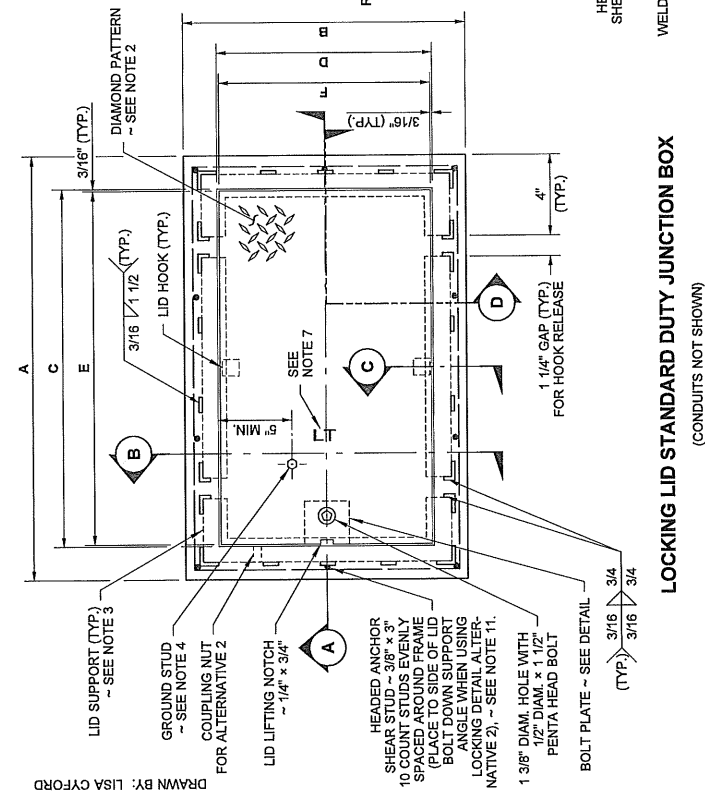 A
C
E
3/16" (TYP.)
DIAMOND PATTERN
~ SEE NOTE 2
3/16
1 1/2
(TYP.)
LID HOOK (TYP.)
B
D
F
3/16" (TYP.)
B
5" MIN.
SEE
NOTE 7
LT
C
D
A
4"
(TYP.)
1 1/4" GAP (TYP.)
FOR HOOK RELEASE
LID SUPPORT (TYP.)
~ SEE NOTE 3
GROUND STUD
~ SEE NOTE 4
COUPLING NUT
FOR ALTERNATIVE 2
LID LIFTING NOTCH
~ 1/4" × 3/4"
HEADED ANCHOR
SHEAR STUD ~ 3/8" × 3"
10 COUNT STUDS EVENLY
SPACED AROUND FRAME
(PLACE TO SIDE OF LID
BOLT DOWN SUPPORT
ANGLE WHEN USING
LOCKING DETAIL ALTER-
NATIVE 2), ~ SEE NOTE 11.
1 3/8" DIAM. HOLE WITH
1/2" DIAM. × 1 1/2"
PENTA HEAD BOLT
BOLT PLATE ~ SEE DETAIL
(TYP.)
3/16
3/4
3/16
3/4
LOCKING LID STANDARD DUTY JUNCTION BOX
(CONDUITS NOT SHOWN)
DRAWN BY: LISA CYFORD
HE
SHE
WELD